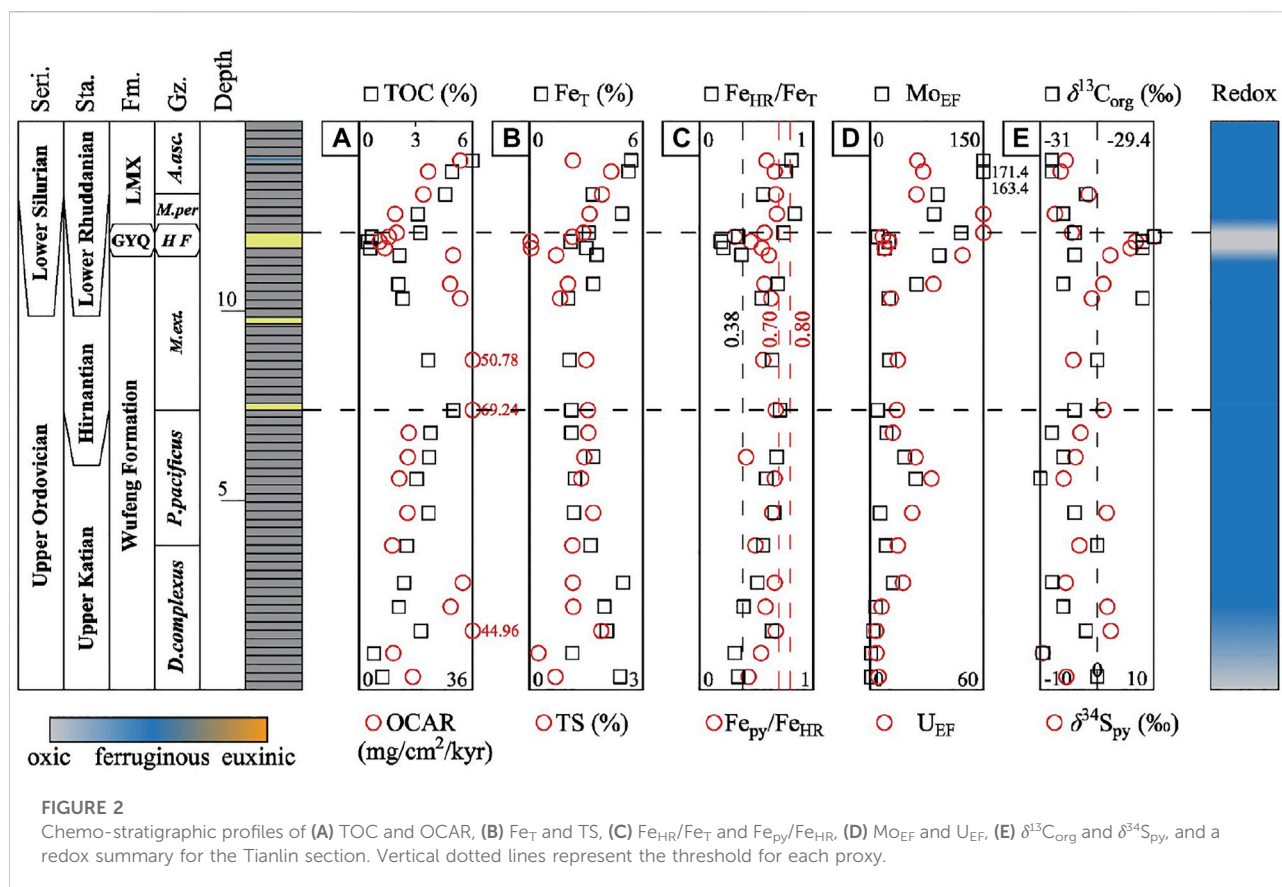 Seri.
Sta.
Fm.
Gz.
Depth
□ TOC (%)
□ FeT (%)
□ FeHR/FeT
□ MoEF
□ δ13Corg (‰)
Redox
A
0 3 6
B
0 6
C
0 1
D
0 150
E
-31 -29.4
Lower Silurian
Upper Ordovician
Lower Rhuddanian
Hirnantian
Upper Katian
LMX
GYQ
Wufeng Formation
A.asc.
M.per
H F
M.ext.
P.pacificus
D.complexus
10
5
171.4
163.4
0.38
0.70
0.80
50.78
69.24
44.96
0 36
0 3
0 1
0 60
-10 0 10
○ OCAR
(mg/cm2/kyr)
○ TS (%)
○ Fepy/FeHR
○ UEF
○ δ34Spy (‰)
oxic ferruginous euxinic
FIGURE 2
Chemo-stratigraphic profiles of (A) TOC and OCAR, (B) FeT and TS, (C) FeHR/FeT and Fepy/FeHR, (D) MoEF and UEF, (E) δ13Corg and δ34Spy, and a
redox summary for the Tianlin section. Vertical dotted lines represent the threshold for each proxy.